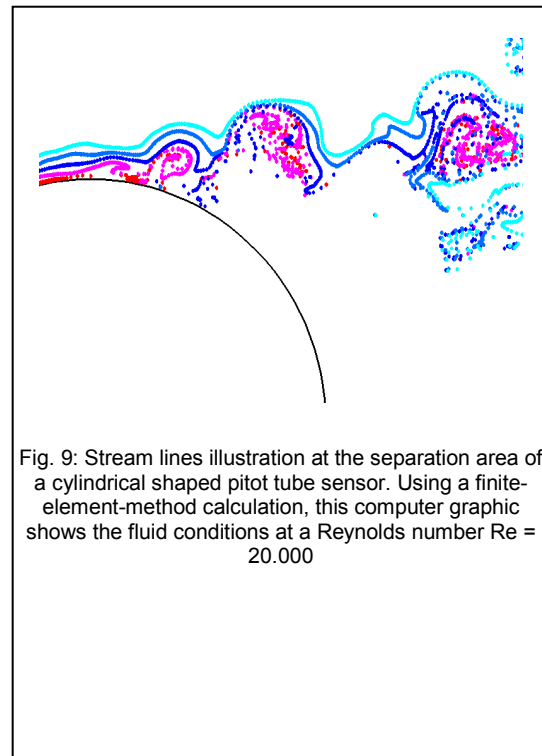 Fig. 9: Stream lines illustration at the separation area of
a cylindrical shaped pitot tube sensor. Using a finite-
element-method calculation, this computer graphic
shows the fluid conditions at a Reynolds number Re =
20.000